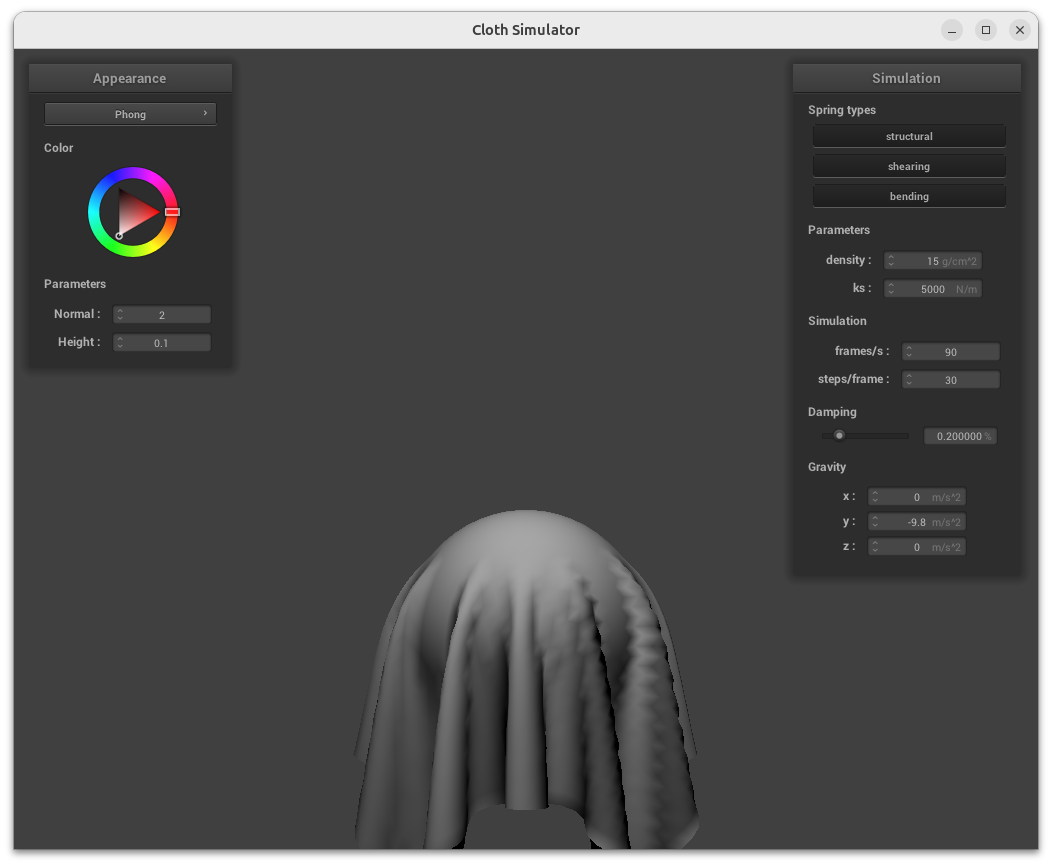 Cloth Simulator
Appearance
Phong
Color
Parameters
Normal : 2
Height : 0.1
Simulation
Spring types
structural
shearing
bending
Parameters
density : 15 g/cm^2
ks : 5000 N/m
Simulation
frames/s : 90
steps/frame : 30
Damping
0.200000 %
Gravity
x : 0 m/s^2
y : -9.8 m/s^2
z : 0 m/s^2